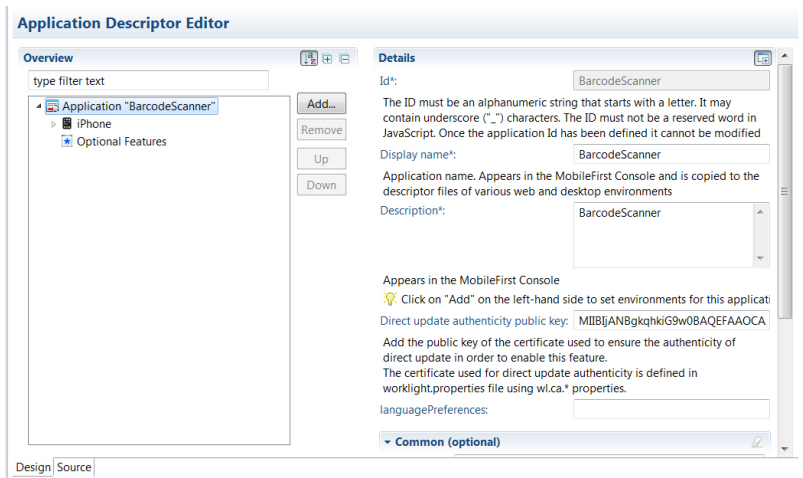 Application Descriptor Editor
Overview
type filter text
Application "BarcodeScanner"
iPhone
Optional Features
Add...
Remove
Up
Down
Details
Id*: BarcodeScanner
The ID must be an alphanumeric string that starts with a letter. It may
contain underscore ("_") characters. The ID must not be a reserved word in
JavaScript. Once the application Id has been defined it cannot be modified
Display name*: BarcodeScanner
Application name. Appears in the MobileFirst Console and is copied to the
descriptor files of various web and desktop environments
Description*: BarcodeScanner
Appears in the MobileFirst Console
Click on "Add" on the left-hand side to set environments for this applicati
Direct update authenticity public key: MIIBIjANBgkqhkiG9w0BAQEFAAOCA
Add the public key of the certificate used to ensure the authenticity of
direct update in order to enable this feature.
The certificate used for direct update authenticity is defined in
worklight.properties file using wl.ca.* properties.
languagePreferences:
Common (optional)
Design Source